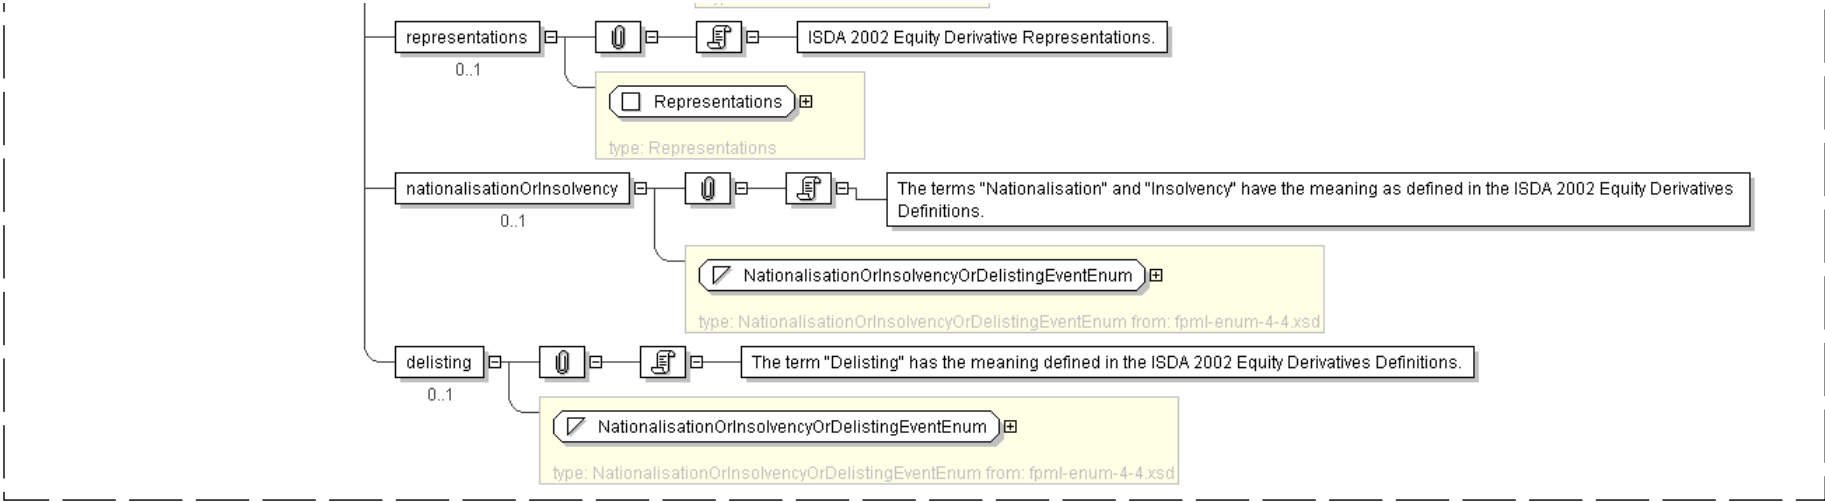 representations
ISDA 2002 Equity Derivative Representations.
0..1
Representations
type: Representations
nationalisationOrInsolvency
The terms "Nationalisation" and "Insolvency" have the meaning as defined in the ISDA 2002 Equity Derivatives
Definitions.
0..1
NationalisationOrInsolvencyOrDelistingEventEnum
type: NationalisationOrInsolvencyOrDelistingEventEnum from: fpml-enum-4-4.xsd
delisting
The term "Delisting" has the meaning defined in the ISDA 2002 Equity Derivatives Definitions.
0..1
NationalisationOrInsolvencyOrDelistingEventEnum
type: NationalisationOrInsolvencyOrDelistingEventEnum from: fpml-enum-4-4.xsd